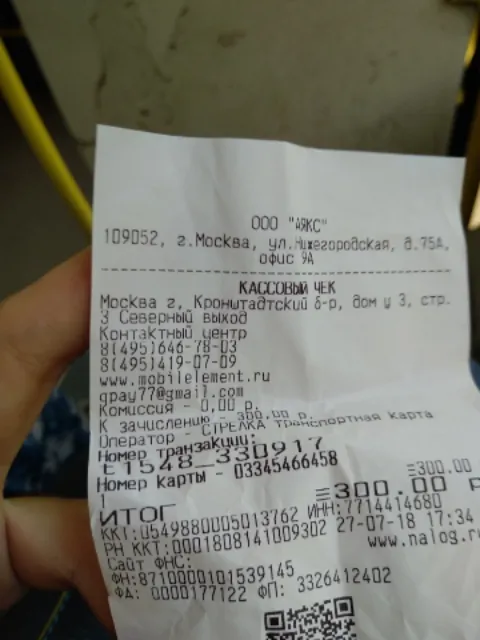 ООО "АЯКС"
109052, г.Москва, ул.Нижегородская, д.75А,
офис 9А
КАССОВЫЙ ЧЕК
Москва г, Кронштадтский б-р, дом у 3, стр.
3 Северный выход
Контактный центр
8(495)646-78-03
8(495)419-07-09
www.mobilelement.ru
qpay77@gmail.com
Комиссия - 0,00 р.
К зачислению - 300.00 р.
Оператор - СТРЕЛКА транспортная карта
Номер транзакции:
E1548_330917
Номер карты - 03345466458
1 ≡300.00
ИТОГ ≡300.00 Р
ККТ:0549880005013762 ИНН:7714414680
РН ККТ:0001808141009302 27-07-18 17:34
Сайт ФНС: www.nalog.ru
ФН:8710000101539145
ФД: 0000177122 ФП: 3326412402